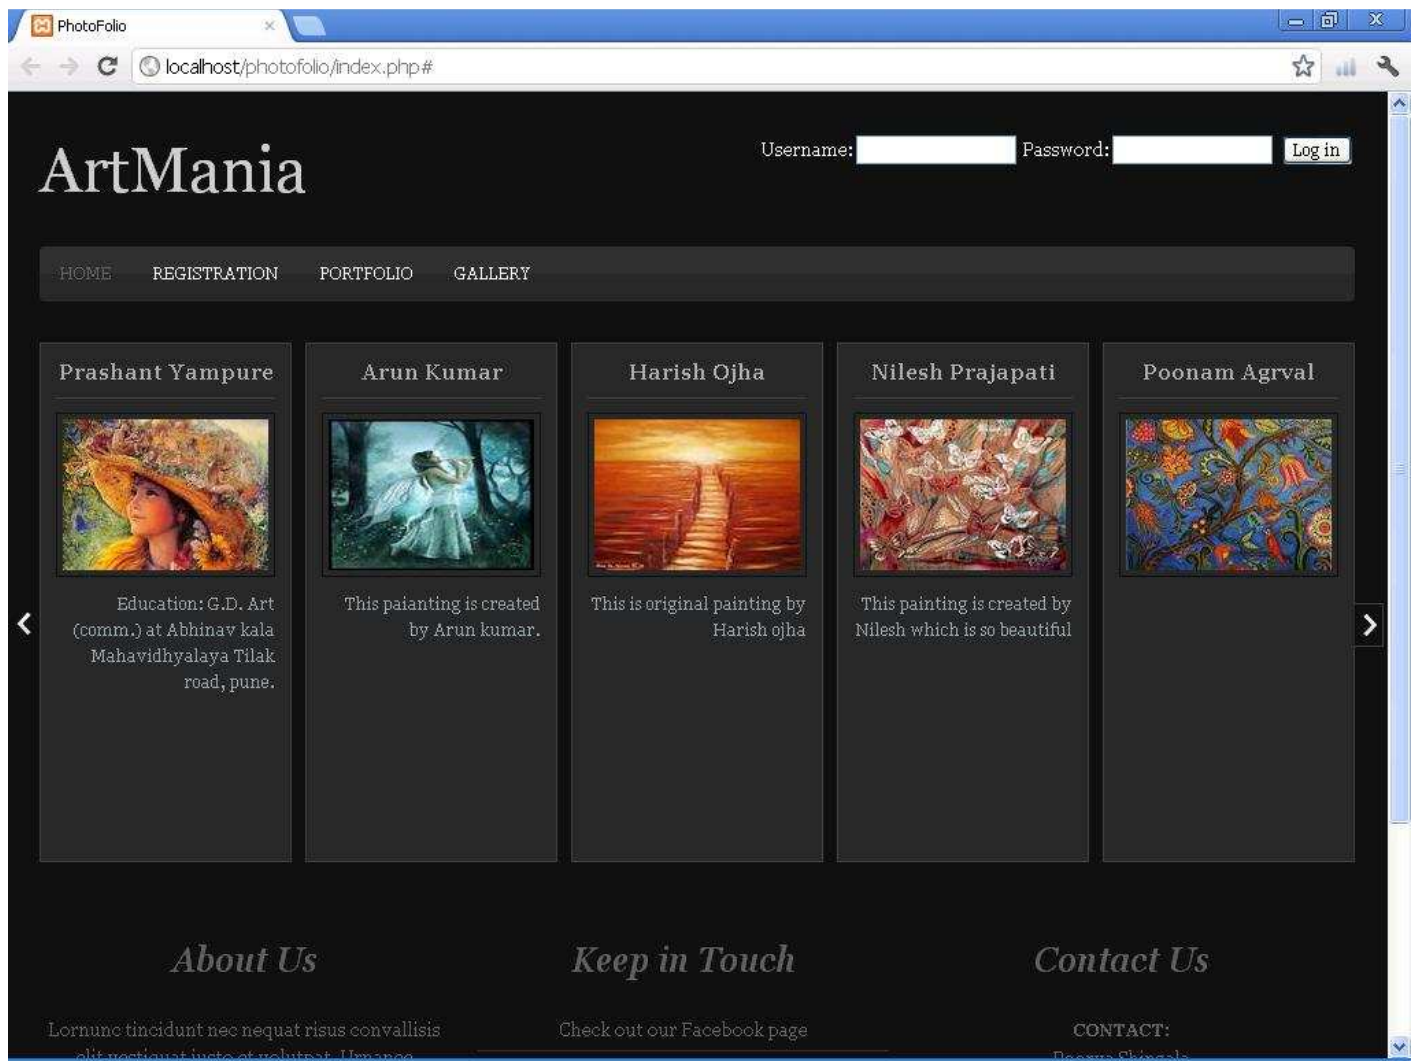 PhotoFolio
localhost/photofolio/index.php#
ArtMania
Username: Password: Log in
HOME REGISTRATION PORTFOLIO GALLERY
Prashant Yampure
Education: G.D. Art
(comm.) at Abhinav kala
Mahavidhyalaya Tilak
road, pune.
Arun Kumar
This paianting is created
by Arun kumar.
Harish Ojha
This is original painting by
Harish ojha
Nilesh Prajapati
This painting is created by
Nilesh which is so beautiful
Poonam Agrval
About Us
Lornunc tincidunt nec nequat risus convallisis
Keep in Touch
Check out our Facebook page
Contact Us
CONTACT: